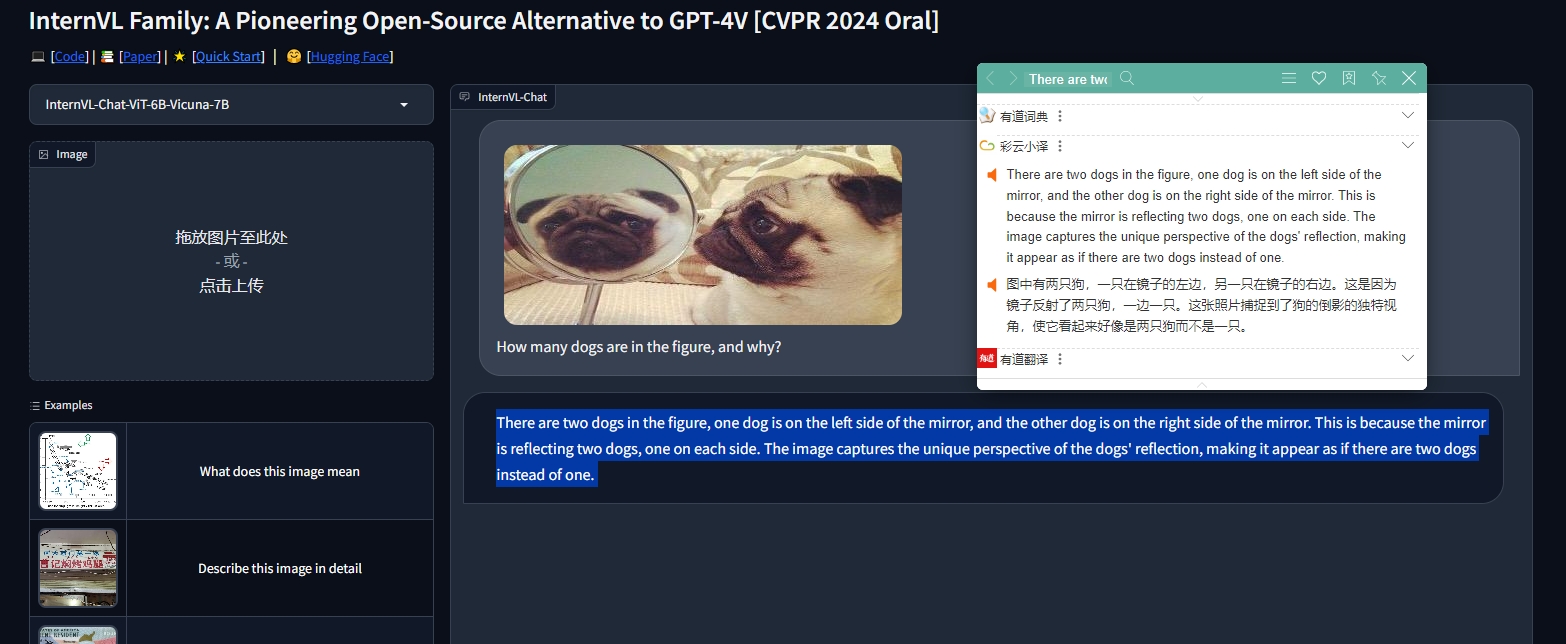 InternVL Family: A Pioneering Open-Source Alternative to GPT-4V [CVPR 2024 Oral]
[Code] | [Paper] | [Quick Start] | [Hugging Face]
InternVL-Chat-ViT-6B-Vicuna-7B
Image
拖放图片至此处
- 或 -
点击上传
Examples
What does this image mean
Describe this image in detail
InternVL-Chat
How many dogs are in the figure, and why?
There are two dogs in the figure, one dog is on the left side of the mirror, and the other dog is on the right side of the mirror. This is because the mirror
is reflecting two dogs, one on each side. The image captures the unique perspective of the dogs' reflection, making it appear as if there are two dogs
instead of one.
There are two
有道词典
彩云小译
There are two dogs in the figure, one dog is on the left side of the
mirror, and the other dog is on the right side of the mirror. This is
because the mirror is reflecting two dogs, one on each side. The
image captures the unique perspective of the dogs' reflection, making
it appear as if there are two dogs instead of one.
图中有两只狗，一只在镜子的左边，另一只在镜子的右边。这是因为
镜子反射了两只狗，一边一只。这张照片捕捉到了狗的倒影的独特视
角，使它看起来好像是两只狗而不是一只。
有道
有道翻译